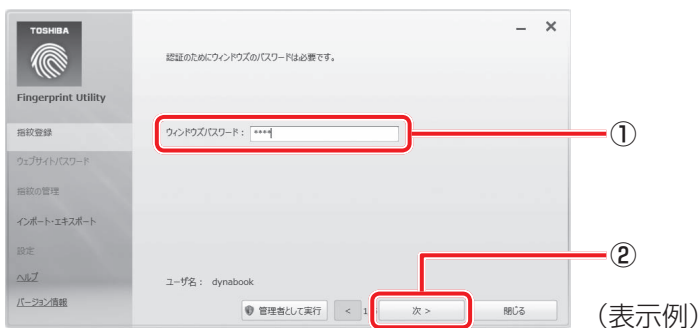 TOSHIBA
Fingerprint Utility
指紋登録
ウェブサイトパスワード
指紋の管理
インポート・エキスポート
設定
ヘルプ
バージョン情報
認証のためにウィンドウズのパスワードは必要です。
ウィンドウズパスワード： ****
①
②
ユーザ名： dynabook
管理者として実行 < 1 次 > 閉じる
（表示例）